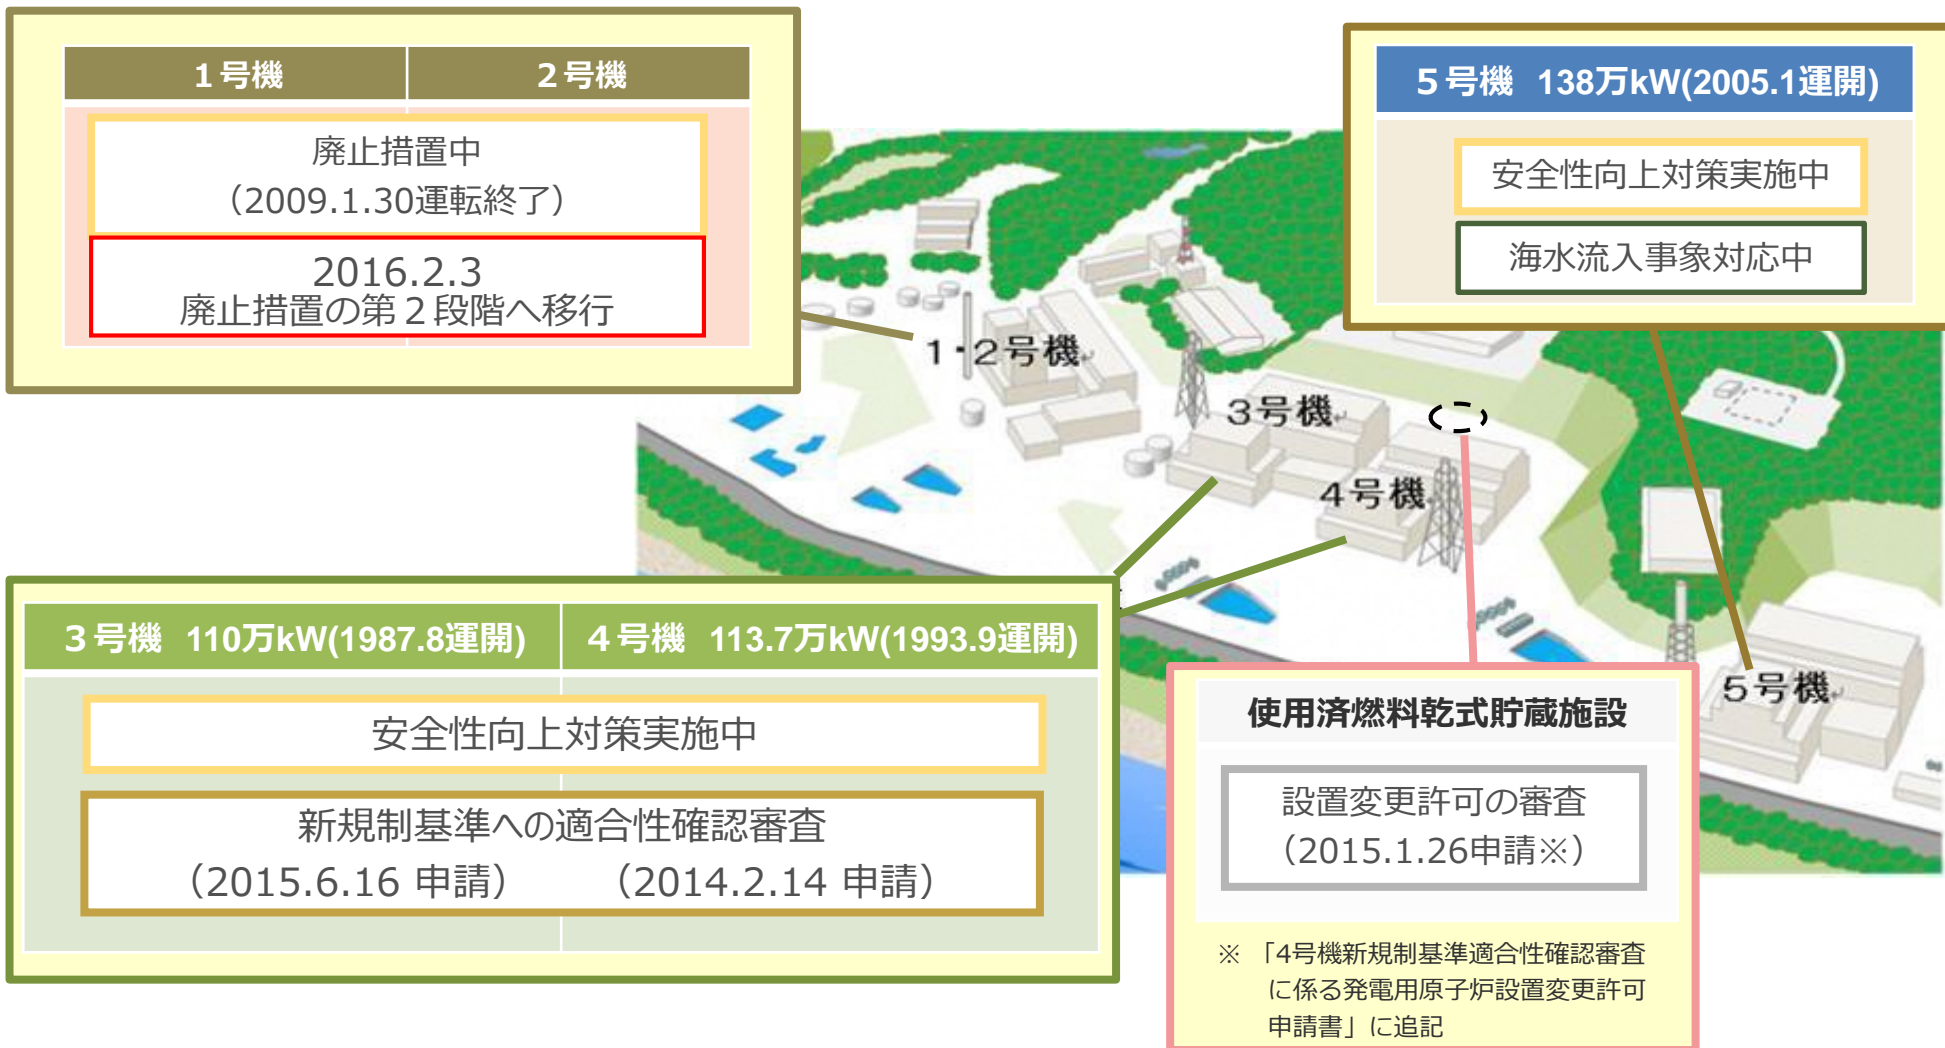 １号機
２号機
廃止措置中
（2009.1.30運転終了）
2016.2.3
廃止措置の第２段階へ移行
５号機 138万kW(2005.1運開)
安全性向上対策実施中
海水流入事象対応中
1・2号機
3号機
4号機
5号機
３号機 110万kW(1987.8運開)
４号機 113.7万kW(1993.9運開)
安全性向上対策実施中
新規制基準への適合性確認審査
（2015.6.16 申請） （2014.2.14 申請）
使用済燃料乾式貯蔵施設
設置変更許可の審査
（2015.1.26申請※）
※ 「4号機新規制基準適合性確認審査
に係る発電用原子炉設置変更許可
申請書」に追記